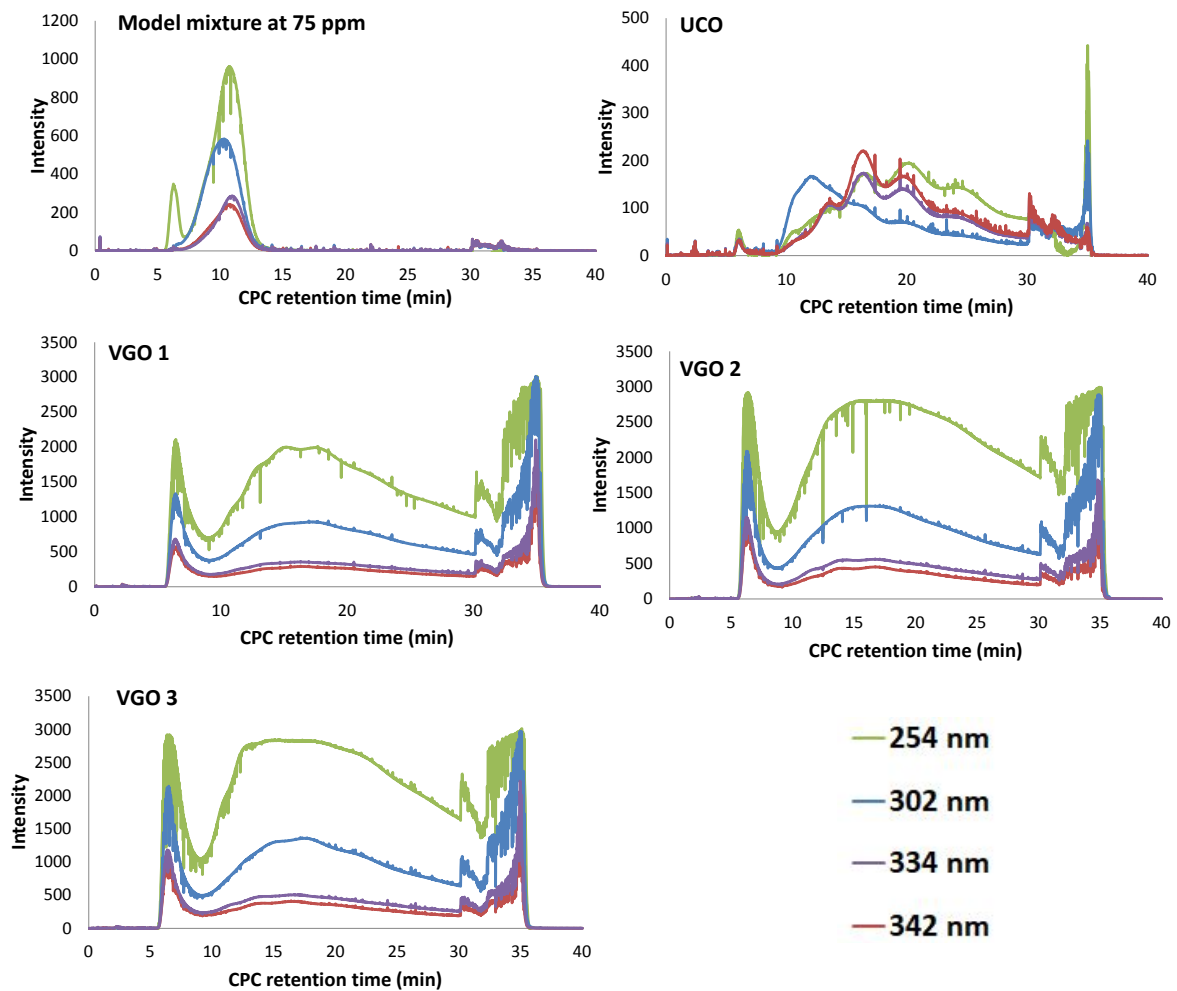 Model mixture at 75 ppm
1200
1000
800
600
400
200
0
Intensity
0 5 10 15 20 25 30 35 40
CPC retention time (min)
UCO
500
400
300
200
100
0
Intensity
0 10 20 30 40
CPC retention time (min)
VGO 1
3500
3000
2500
2000
1500
1000
500
0
Intensity
0 10 20 30 40
CPC retention time (min)
VGO 2
3500
3000
2500
2000
1500
1000
500
0
Intensity
0 5 10 15 20 25 30 35 40
CPC retention time (min)
VGO 3
3500
3000
2500
2000
1500
1000
500
0
Intensity
0 5 10 15 20 25 30 35 40
CPC retention time (min)
254 nm
302 nm
334 nm
342 nm